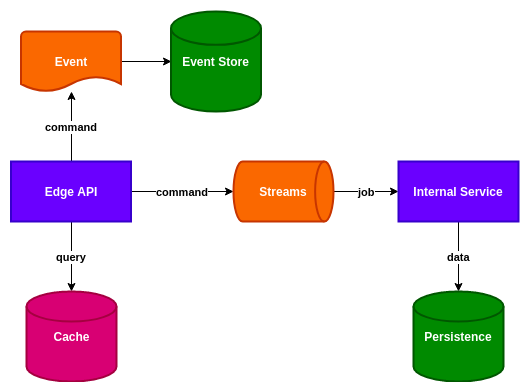 Event
Event Store
command
Edge API
command
Streams
job
Internal Service
query
data
Cache
Persistence